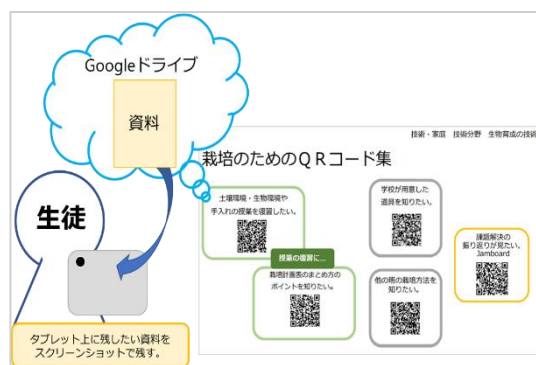 Googleドライブ
資料
生徒
タブレット上に残したい資料を
スクリーンショットで残す。
技術・家庭　技術分野　生物育成の技術
栽培のためのＱＲコード集
土壌環境・生物環境や
手入れの授業を復習したい。
授業の復習に…
栽培計画表のまとめ方の
ポイントを知りたい。
学校が用意した
道具を知りたい。
他の班の栽培方法を
知りたい。
課題解決の
振り返りが見たい。
Jamboard